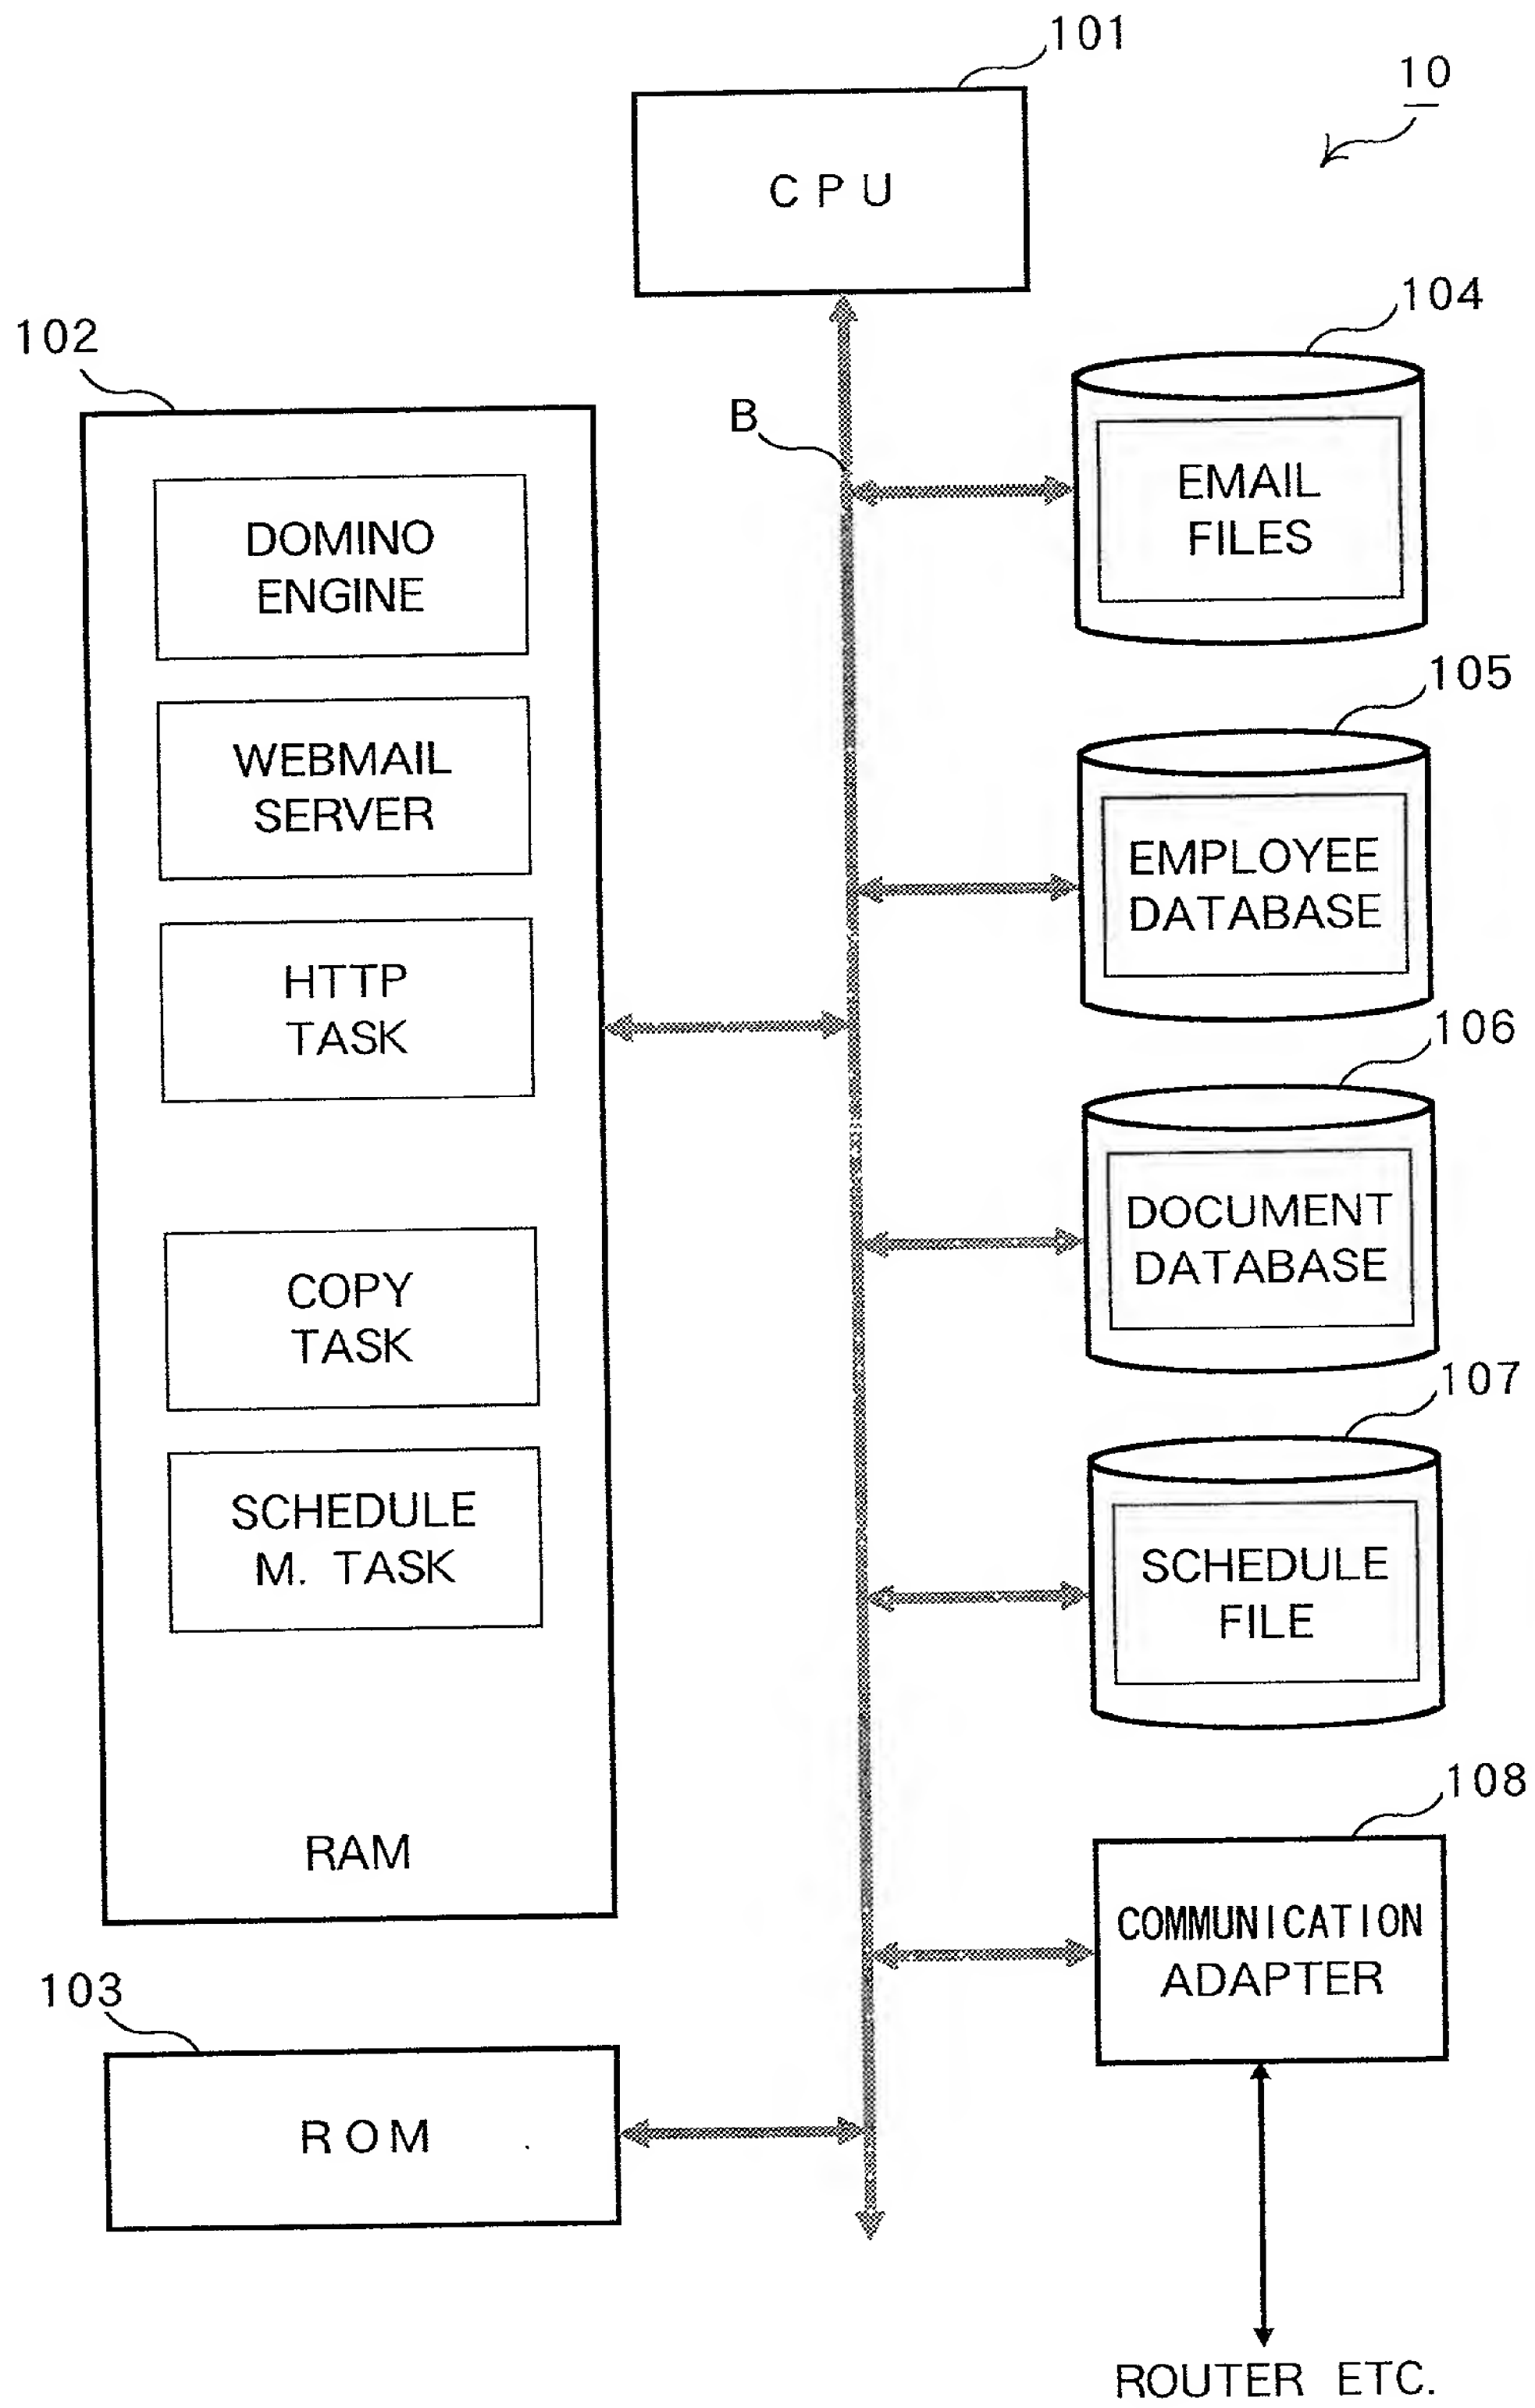 101
10
CPU
104
102
B
EMAIL
FILES
DOMINO
ENGINE
105
WEBMAIL
SERVER
EMPLOYEE
DATABASE
HTTP
TASK
106
DOCUMENT
DATABASE
COPY
TASK
107
SCHEDULE
M. TASK
SCHEDULE
FILE
108
RAM
COMMUNICATION
ADAPTER
103
ROM
ROUTER ETC.